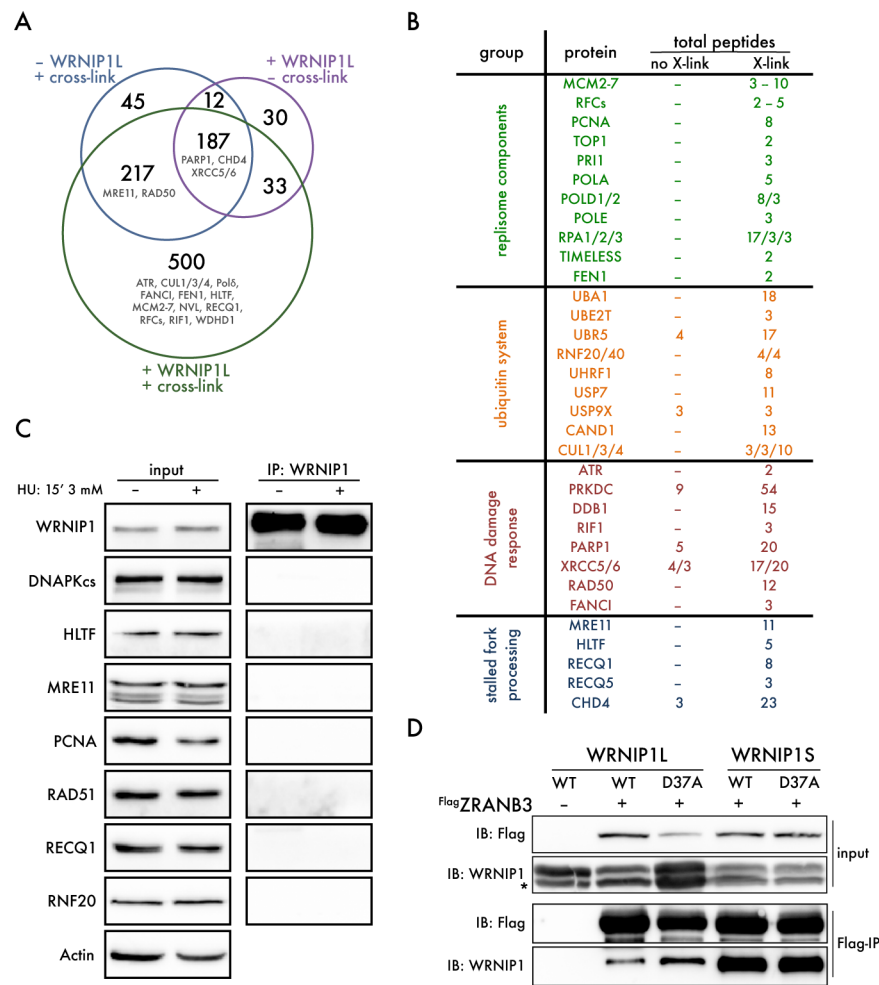 A
− WRNIP1L
+ cross-link
+ WRNIP1L
− cross-link
45
12
30
187
PARP1, CHD4
XRCC5/6
217
MRE11, RAD50
33
500
ATR, CUL1/3/4, Polδ,
FANCI, FEN1, HLTF,
MCM2-7, NVL, RECQ1,
RFCs, RIF1, WDHD1
+ WRNIP1L
+ cross-link
B
group protein total peptides
no X-link X-link
replisome components
MCM2-7 – 3 – 10
RFCs – 2 – 5
PCNA – 8
TOP1 – 2
PRI1 – 3
POLA – 5
POLD1/2 – 8/3
POLE – 3
RPA1/2/3 – 17/3/3
TIMELESS – 2
FEN1 – 2
ubiquitin system
UBA1 – 18
UBE2T – 3
UBR5 4 17
RNF20/40 – 4/4
UHRF1 – 8
USP7 – 11
USP9X 3 3
CAND1 – 13
CUL1/3/4 – 3/3/10
DNA damage
response
ATR – 2
PRKDC 9 54
DDB1 – 15
RIF1 – 3
PARP1 5 20
XRCC5/6 4/3 17/20
RAD50 – 12
FANCI – 3
stalled fork
processing
MRE11 – 11
HLTF – 5
RECQ1 – 8
RECQ5 – 3
CHD4 3 23
C
input IP: WRNIP1
HU: 15’ 3 mM − + − +
WRNIP1
DNAPKcs
HLTF
MRE11
PCNA
RAD51
RECQ1
RNF20
Actin
D
WRNIP1L WRNIP1S
WT WT D37A WT D37A
FlagZRANB3 − + + + +
IB: Flag
IB: WRNIP1
*
input
IB: Flag
IB: WRNIP1
Flag-IP